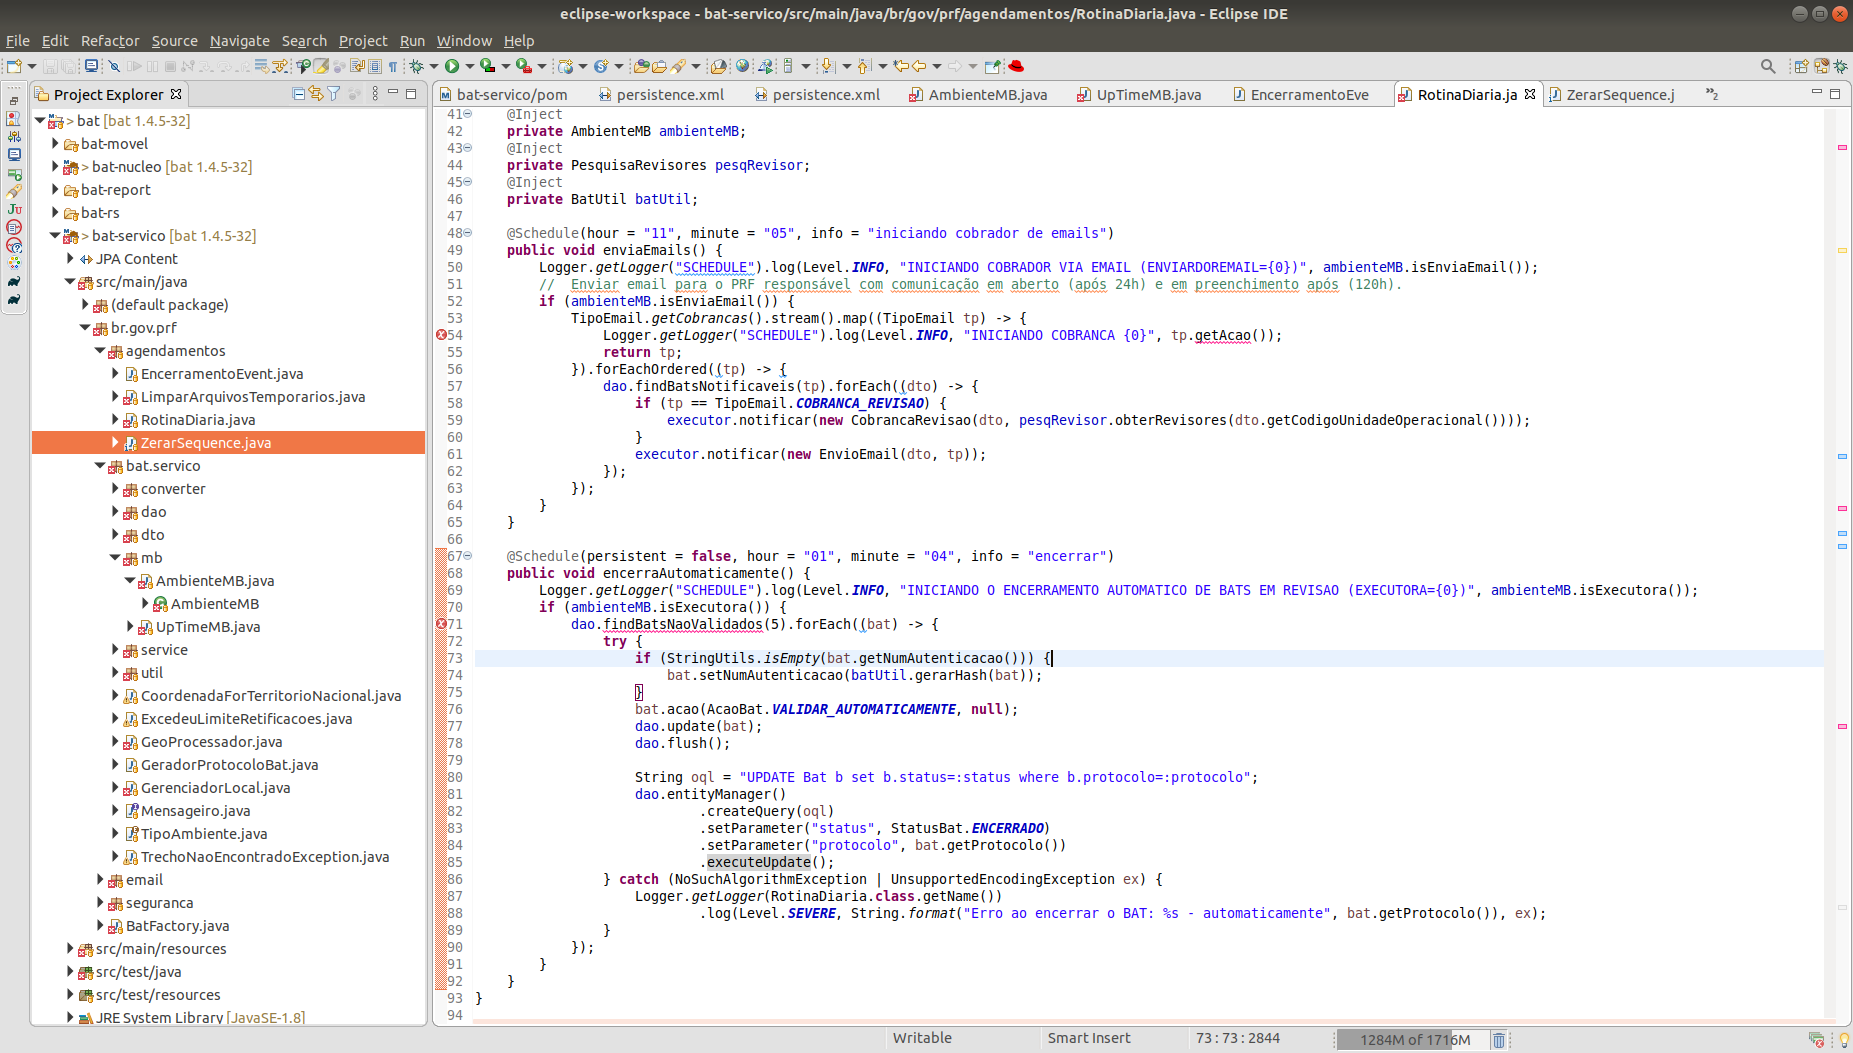 eclipse-workspace - bat-servico/src/main/java/br/gov/prf/agendamentos/RotinaDiaria.java - Eclipse IDE
File Edit Refactor Source Navigate Search Project Run Window Help
Project Explorer
> bat [bat 1.4.5-32]
bat-movel
> bat-nucleo [bat 1.4.5-32]
bat-report
bat-rs
> bat-servico [bat 1.4.5-32]
JPA Content
src/main/java
(default package)
br.gov.prf
agendamentos
EncerramentoEvent.java
LimparArquivosTemporarios.java
RotinaDiaria.java
ZerarSequence.java
bat.servico
converter
dao
dto
mb
AmbienteMB.java
AmbienteMB
UpTimeMB.java
service
util
CoordenadaForTerritorioNacional.java
ExcedeuLimiteRetificacoes.java
GeoProcessador.java
GeradorProtocoloBat.java
GerenciadorLocal.java
Mensageiro.java
TipoAmbiente.java
TrechoNaoEncontradoException.java
email
seguranca
BatFactory.java
src/main/resources
src/test/java
src/test/resources
JRE System Library [JavaSE-1.8]
bat-servico/pom persistence.xml persistence.xml AmbienteMB.java UpTimeMB.java EncerramentoEve RotinaDiaria.ja ZerarSequence.j »2
41 @Inject
42 private AmbienteMB ambienteMB;
43 @Inject
44 private PesquisaRevisores pesqRevisor;
45 @Inject
46 private BatUtil batUtil;
47
48 @Schedule(hour = "11", minute = "05", info = "iniciando cobrador de emails")
49 public void enviaEmails() {
50 Logger.getLogger("SCHEDULE").log(Level.INFO, "INICIANDO COBRADOR VIA EMAIL (ENVIARDOREMAIL={0})", ambienteMB.isEnviaEmail());
51 //  Enviar email para o PRF responsável com comunicação em aberto (após 24h) e em preenchimento após (120h).
52 if (ambienteMB.isEnviaEmail()) {
53 TipoEmail.getCobrancas().stream().map((TipoEmail tp) -> {
54 Logger.getLogger("SCHEDULE").log(Level.INFO, "INICIANDO COBRANCA {0}", tp.getAcao());
55 return tp;
56 }).forEachOrdered((tp) -> {
57 dao.findBatsNotificaveis(tp).forEach((dto) -> {
58 if (tp == TipoEmail.COBRANCA_REVISAO) {
59 executor.notificar(new CobrancaRevisao(dto, pesqRevisor.obterRevisores(dto.getCodigoUnidadeOperacional())));
60 }
61 executor.notificar(new EnvioEmail(dto, tp));
62 });
63 });
64 }
65 }
66
67 @Schedule(persistent = false, hour = "01", minute = "04", info = "encerrar")
68 public void encerraAutomaticamente() {
69 Logger.getLogger("SCHEDULE").log(Level.INFO, "INICIANDO O ENCERRAMENTO AUTOMATICO DE BATS EM REVISAO (EXECUTORA={0})", ambienteMB.isExecutora());
70 if (ambienteMB.isExecutora()) {
71 dao.findBatsNaoValidados(5).forEach((bat) -> {
72 try {
73 if (StringUtils.isEmpty(bat.getNumAutenticacao())) {
74 bat.setNumAutenticacao(batUtil.gerarHash(bat));
75 }
76 bat.acao(AcaoBat.VALIDAR_AUTOMATICAMENTE, null);
77 dao.update(bat);
78 dao.flush();
79
80 String oql = "UPDATE Bat b set b.status=:status where b.protocolo=:protocolo";
81 dao.entityManager()
82 .createQuery(oql)
83 .setParameter("status", StatusBat.ENCERRADO)
84 .setParameter("protocolo", bat.getProtocolo())
85 .executeUpdate();
86 } catch (NoSuchAlgorithmException | UnsupportedEncodingException ex) {
87 Logger.getLogger(RotinaDiaria.class.getName())
88 .log(Level.SEVERE, String.format("Erro ao encerrar o BAT: %s - automaticamente", bat.getProtocolo()), ex);
89 }
90 });
91 }
92 }
93 }
94
Writable Smart Insert 73 : 73 : 2844 1284M of 1716M